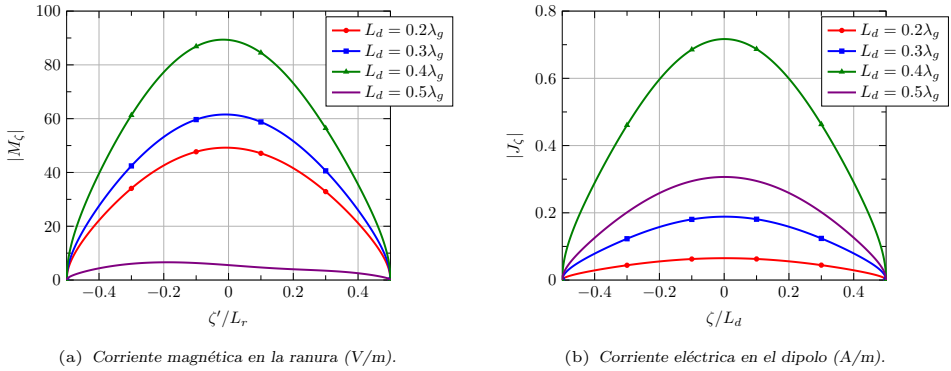 100
80
60
40
20
0
−0.4
−0.2
0
0.2
0.4
|M_ζ|
ζ′/L_r
L_d = 0.2λ_g
L_d = 0.3λ_g
L_d = 0.4λ_g
L_d = 0.5λ_g
(a) Corriente magnética en la ranura (V/m).
0.8
0.6
0.4
0.2
0
−0.4
−0.2
0
0.2
0.4
|J_ζ|
ζ/L_d
L_d = 0.2λ_g
L_d = 0.3λ_g
L_d = 0.4λ_g
L_d = 0.5λ_g
(b) Corriente eléctrica en el dipolo (A/m).